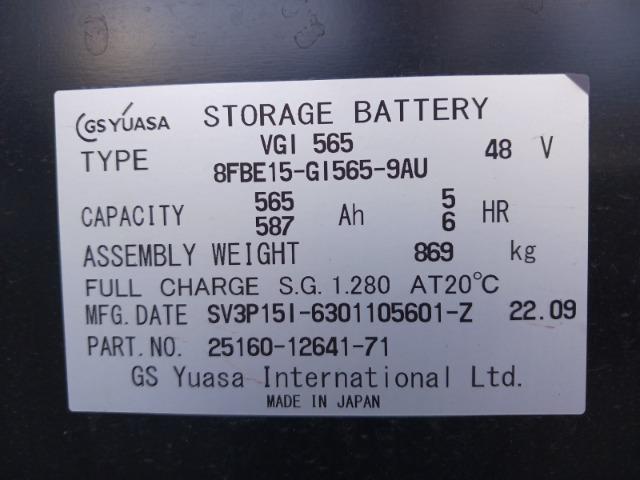 GS YUASA STORAGE BATTERY
TYPE VGI 565 48 V
8FBE15-GI565-9AU
CAPACITY 565 Ah 5 HR
587 6
ASSEMBLY WEIGHT 869 kg
FULL CHARGE S.G. 1.280 AT20℃
MFG. DATE SV3P15I-6301105601-Z 22.09
PART.NO. 25160-12641-71
GS Yuasa International Ltd.
MADE IN JAPAN